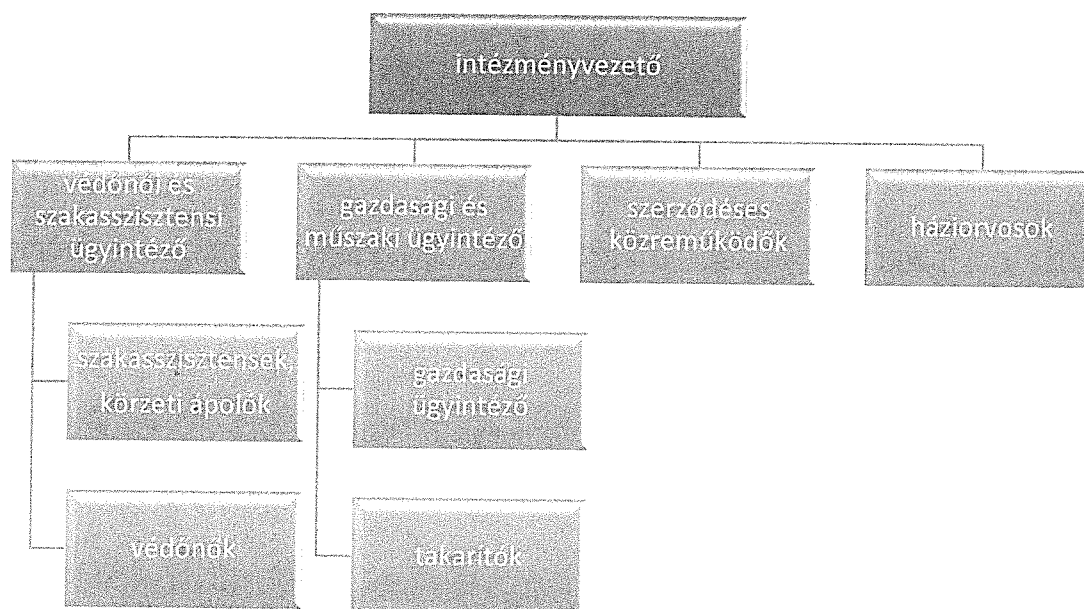 intézményvezető
védőnői és
szakasszisztensi
ügyintéző
gazdasági és
műszaki ügyintéző
szerződéses
közreműködők
háziorvosok
szakasszisztensek,
körzeti ápolók
gazdasági
ügyintéző
védőnők
takarítók